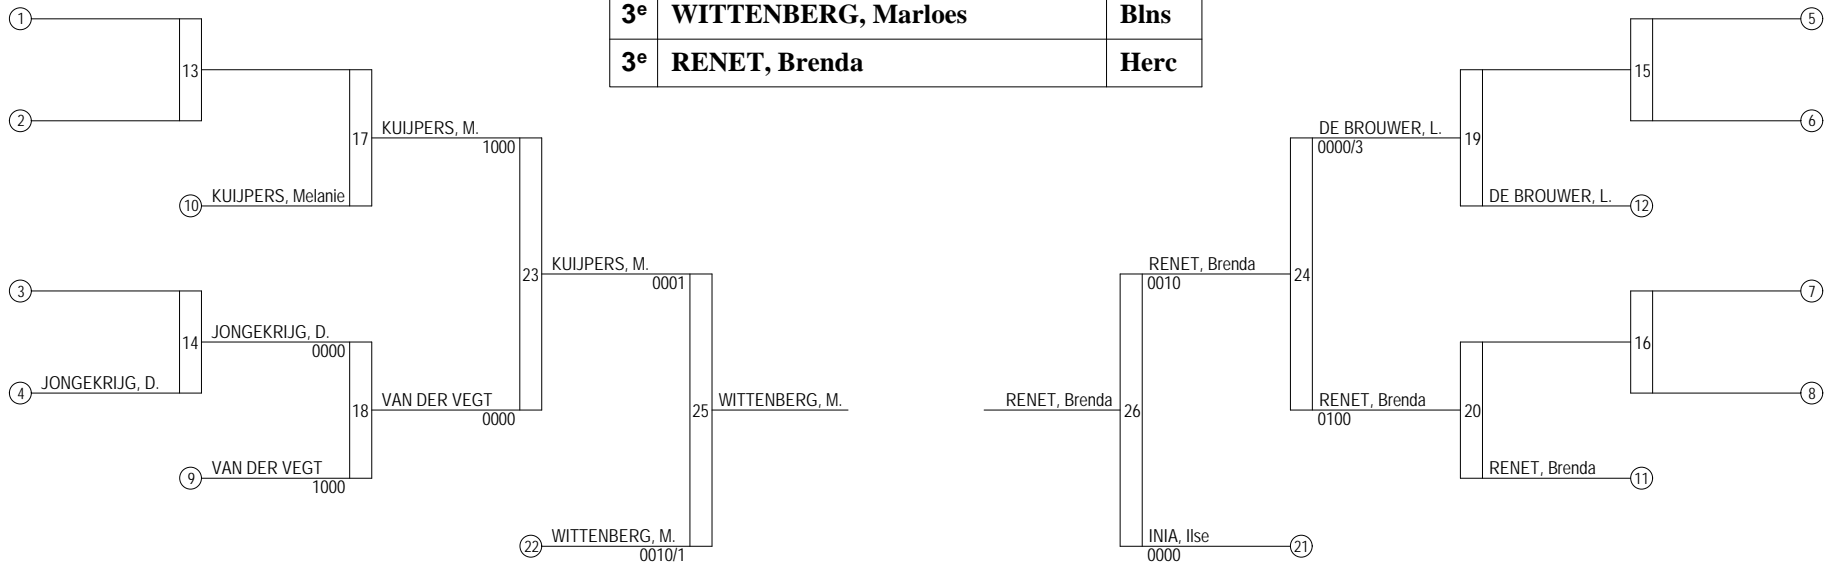 3e WITTENBERG, Marloes Blns
3e RENET, Brenda Herc
1
13
2
17
KUIJPERS, M.
1000
10 KUIJPERS, Melanie
23
KUIJPERS, M.
0001
3
14
JONGEKRIJG, D.
0000
4 JONGEKRIJG, D.
18
VAN DER VEGT
0000
9 VAN DER VEGT
1000
25
WITTENBERG, M.
22 WITTENBERG, M.
0010/1
5
15
6
DE BROUWER, L.
0000/3
19
DE BROUWER, L. 12
RENET, Brenda
0010
24
7
16
8
RENET, Brenda
0100
20
RENET, Brenda 11
RENET, Brenda
26
INIA, Ilse 21
0000